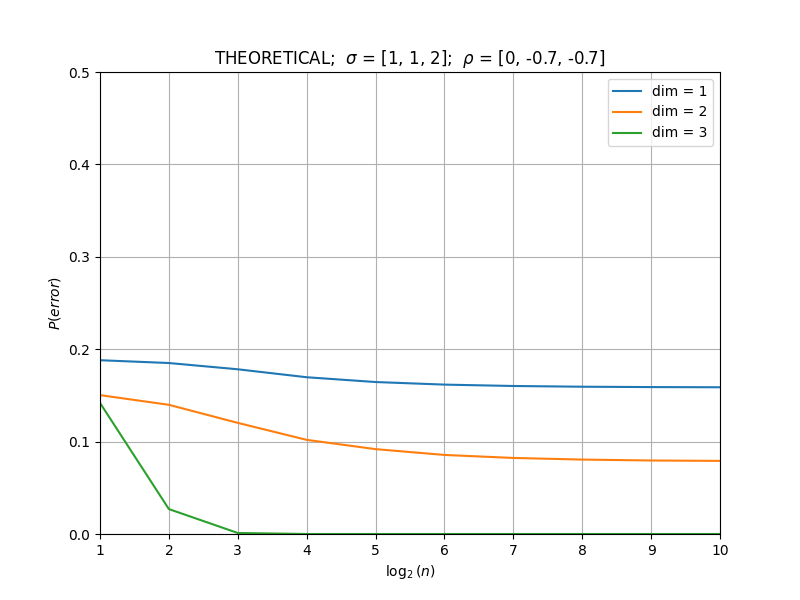 THEORETICAL; σ = [1, 1, 2]; ρ = [0, -0.7, -0.7]
dim = 1
dim = 2
dim = 3
0.5
0.4
0.3
0.2
0.1
0.0
P(error)
1 2 3 4 5 6 7 8 9 10
log₂(n)